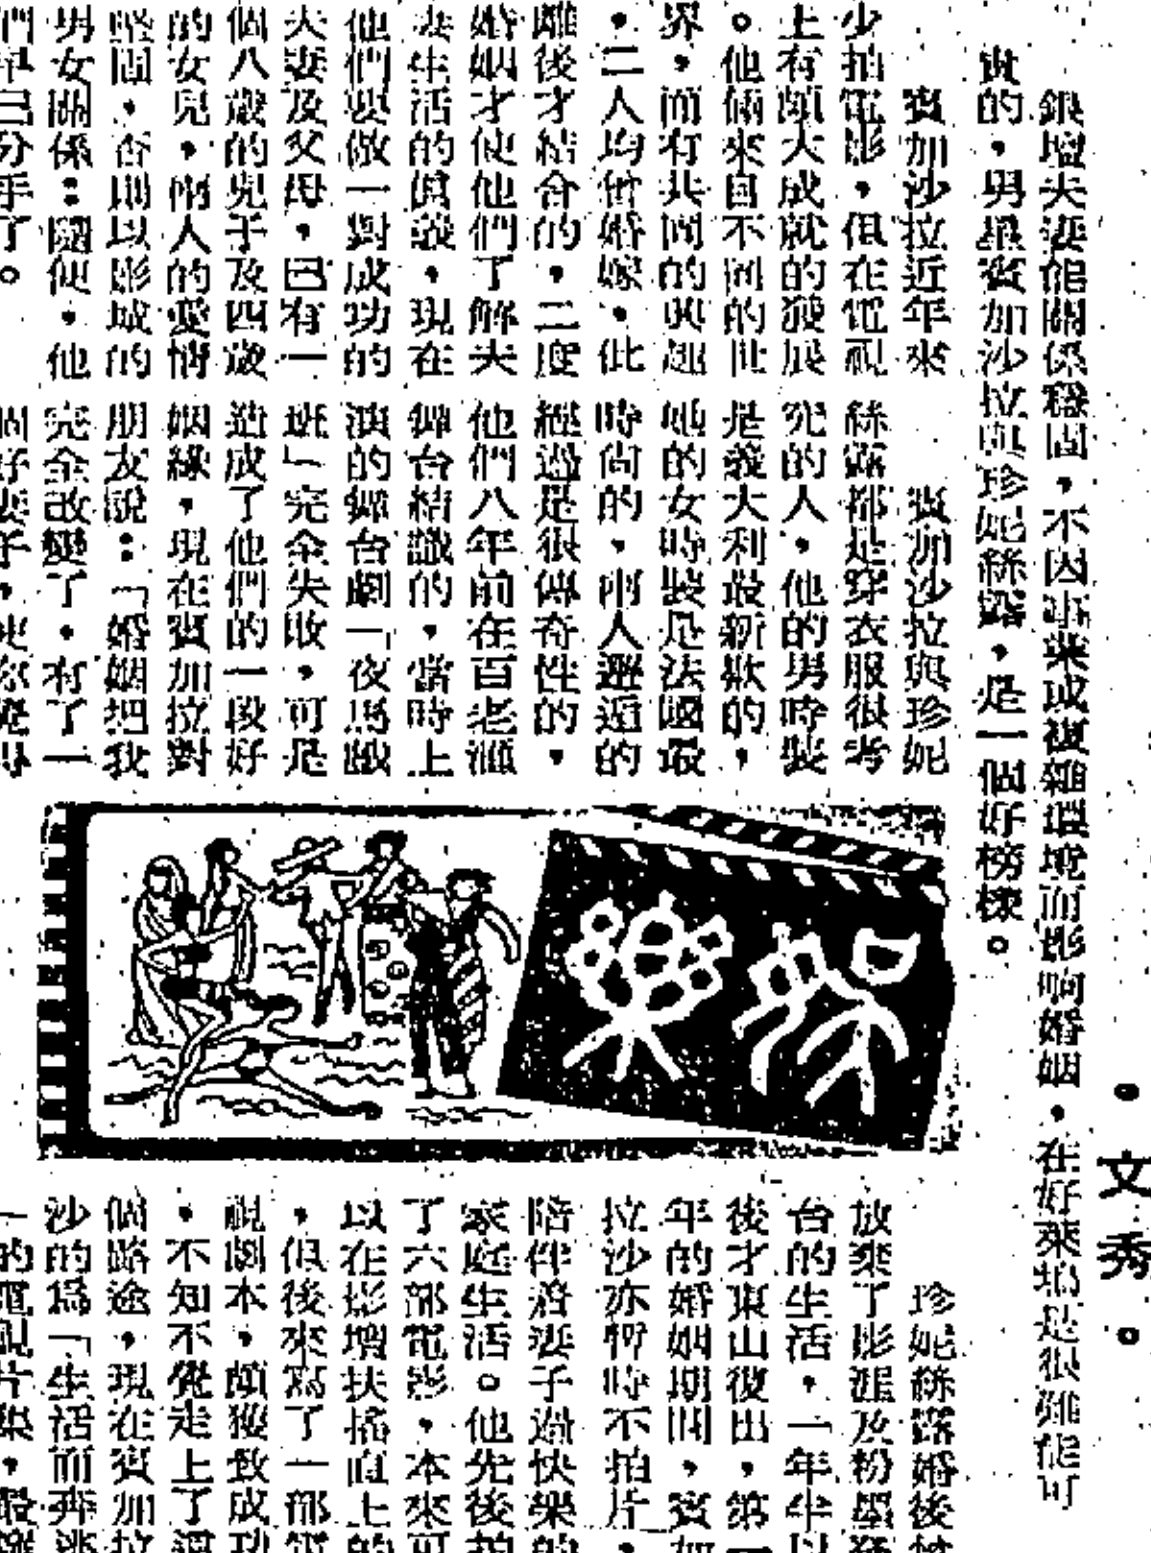 。文秀。
銀壇夫妻能關係穩固，不因事業或複雜環境而影响婚姻，在好萊塢是很難能可
貴的，男星賓加沙拉與珍妮絲露，是一個好榜樣。
賓加沙拉近年來
少拍電影，但在電視
上有頗大成就的發展
。他倆來自不同的世
界，而有共同的興趣
，二人均曾婚嫁，此
離後才結合的，二度
婚姻才使他們了解夫
妻生活的眞義，現在
他們要做一對成功的
夫妻及父母，已有一
個八歲的兒子及四歲
的女兒，兩人的愛情
堅固，否則以影城的
男女關係：隨便，他
們早已分手了。
賓加沙拉與珍妮
絲露都是穿衣服很考
究的人，他的男時裝
是義大利最新欵的，
她的女時裝是法國最
時尚的，兩人邂逅的
經過是很傳奇性的，
他們八年前在百老滙
舞台結識的，當時上
演的舞台劇「夜馬戲
班」完全失敗，可是
造成了他們的一段好
姻緣，現在賓加拉對
朋友說：「婚姻把我
完全改變了，有了一
個好妻子，使你覺得
娛影
珍妮絲露婚後
放棄了影涯及粉墨
台的生活，一年半以
後才東山復出，第一
年的婚姻期間，賓加
拉沙亦暫時不拍片，
陪伴着妻子過快樂的
家庭生活。他先後拍
了六部電影，本來可
以在影壇扶搖直上的
，但後來寫了一部電
視劇本，頗獲致成功
，不知不覺走上了這
個路途，現在賓加拉
沙的爲「生活而奔逃
一的電視片集，最